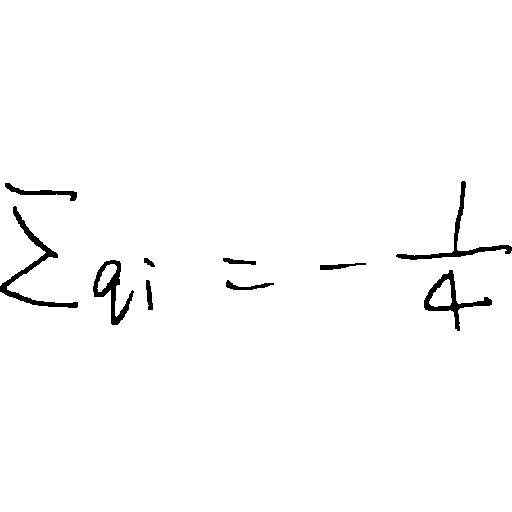 ∑ qi = - 1/4